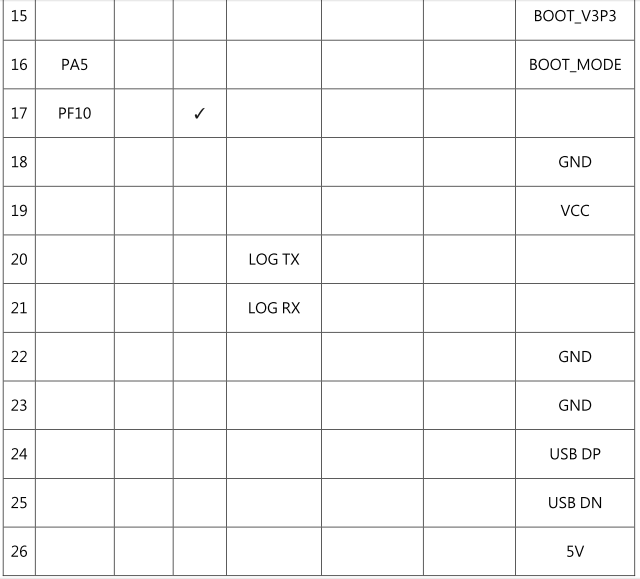 15 BOOT_V3P3
16 PA5 BOOT_MODE
17 PF10 ✓
18 GND
19 VCC
20 LOG TX
21 LOG RX
22 GND
23 GND
24 USB DP
25 USB DN
26 5V